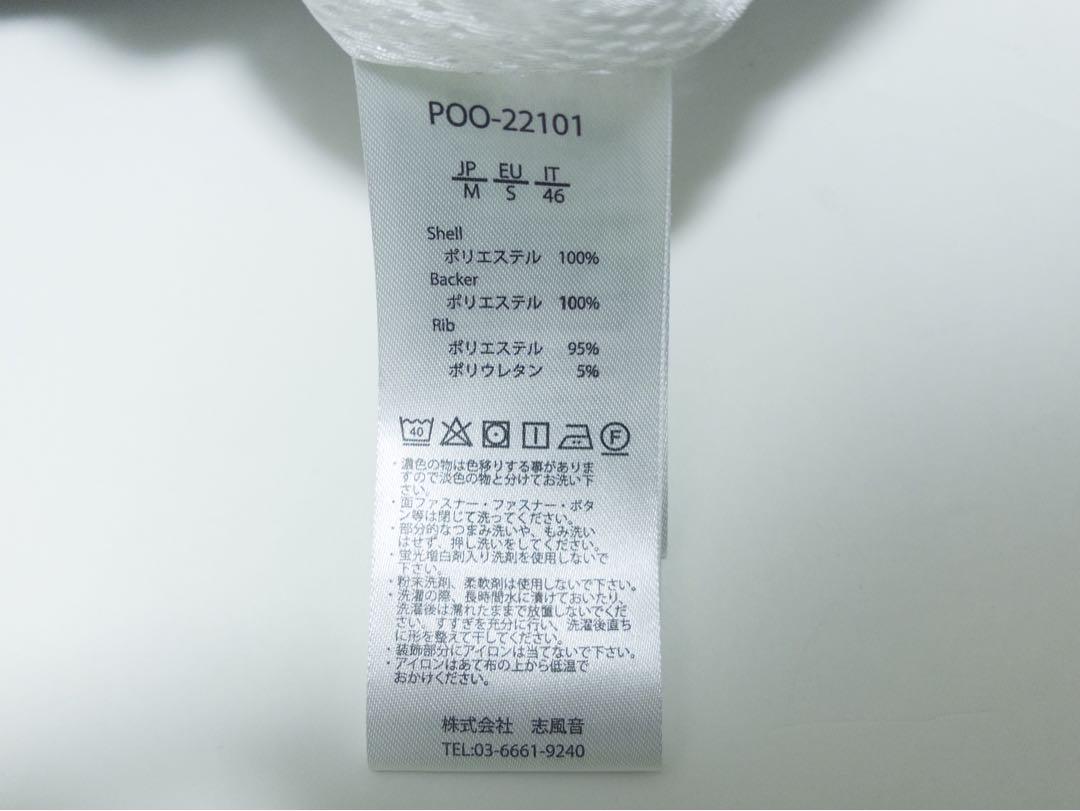 POO-22101
JP EU IT
M S 46
Shell
ポリエステル 100%
Backer
ポリエステル 100%
Rib
ポリエステル 95%
ポリウレタン 5%
40 F
・濃色の物は色移りする事がありま
すので淡色の物と分けてお洗い下
さい。
・面ファスナー・ファスナー・ボタ
ン等は閉じて洗ってください。
・部分的なつまみ洗いや、もみ洗い
はせず、押し洗いをしてください。
・蛍光増白剤入り洗剤を使用しないで
下さい。
・粉末洗剤、柔軟剤は使用しないで下さい。
・洗濯の際、長時間水に漬けておいたり、
洗濯後は濡れたままで放置しないでくだ
さい。すすぎを充分に行い、洗濯後直ち
に形を整えて干してください。
・装飾部分にアイロンは当てないで下さい。
・アイロンはあて布の上から低温で
おかけください。
株式会社 志風音
TEL:03-6661-9240